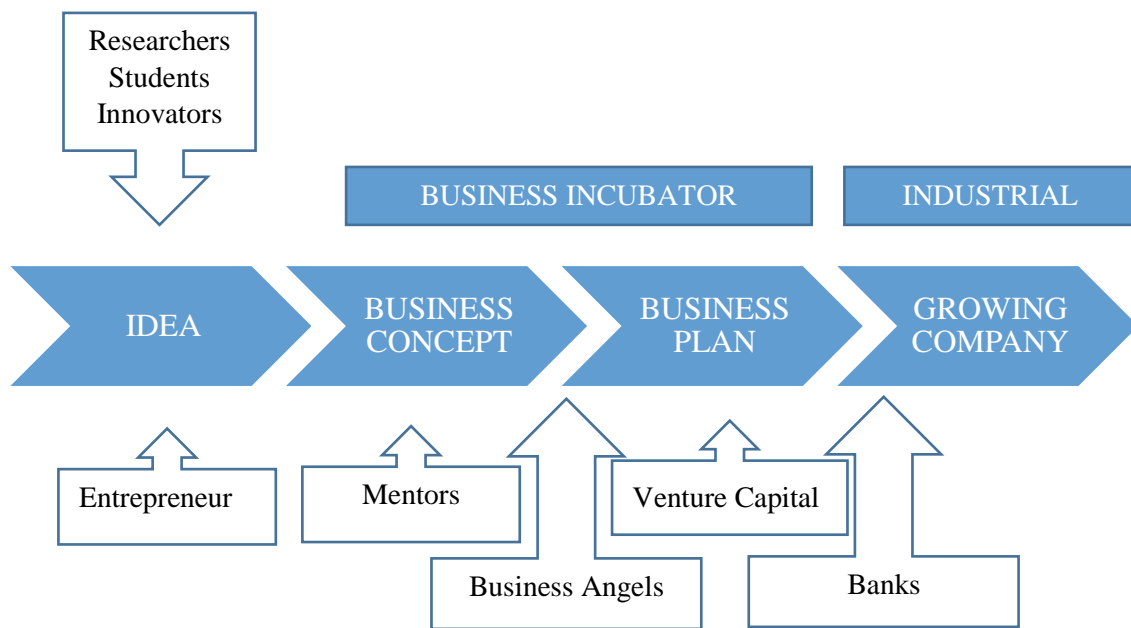 Researchers
Students
Innovators
BUSINESS INCUBATOR
INDUSTRIAL
IDEA
BUSINESS
CONCEPT
BUSINESS
PLAN
GROWING
COMPANY
Entrepreneur
Mentors
Venture Capital
Business Angels
Banks